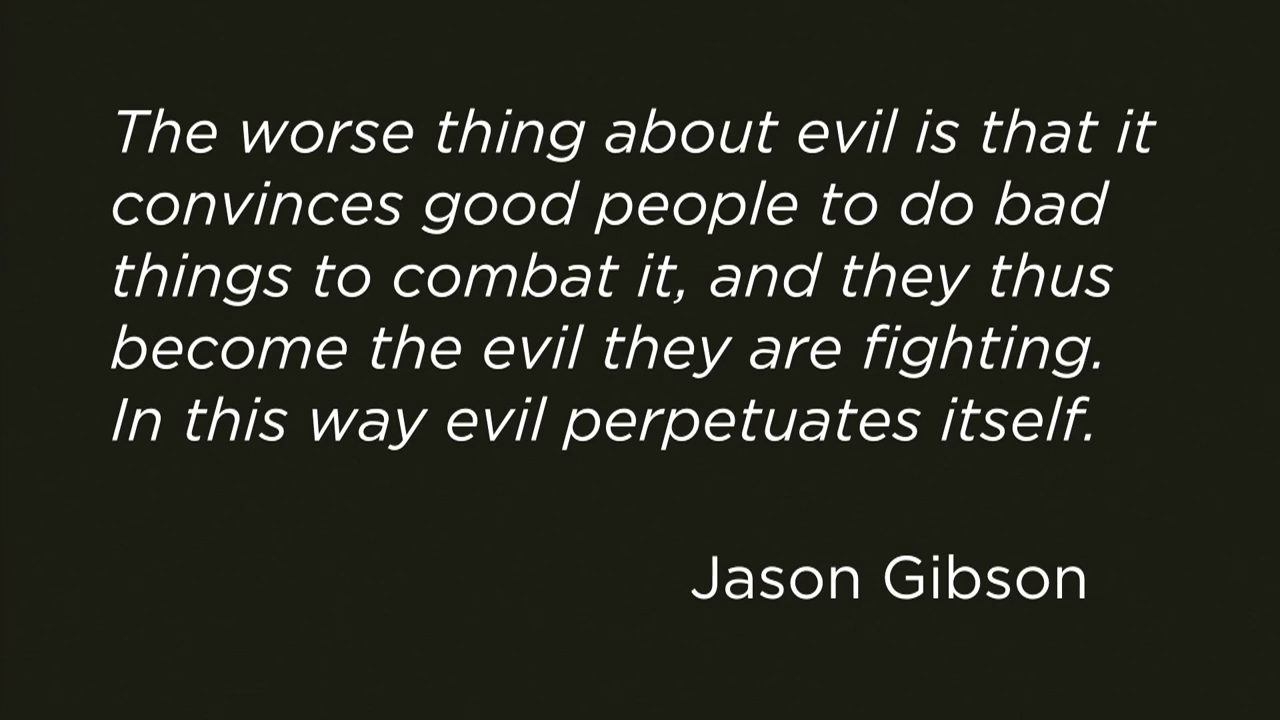 The worse thing about evil is that it
convinces good people to do bad
things to combat it, and they thus
become the evil they are fighting.
In this way evil perpetuates itself.
Jason Gibson